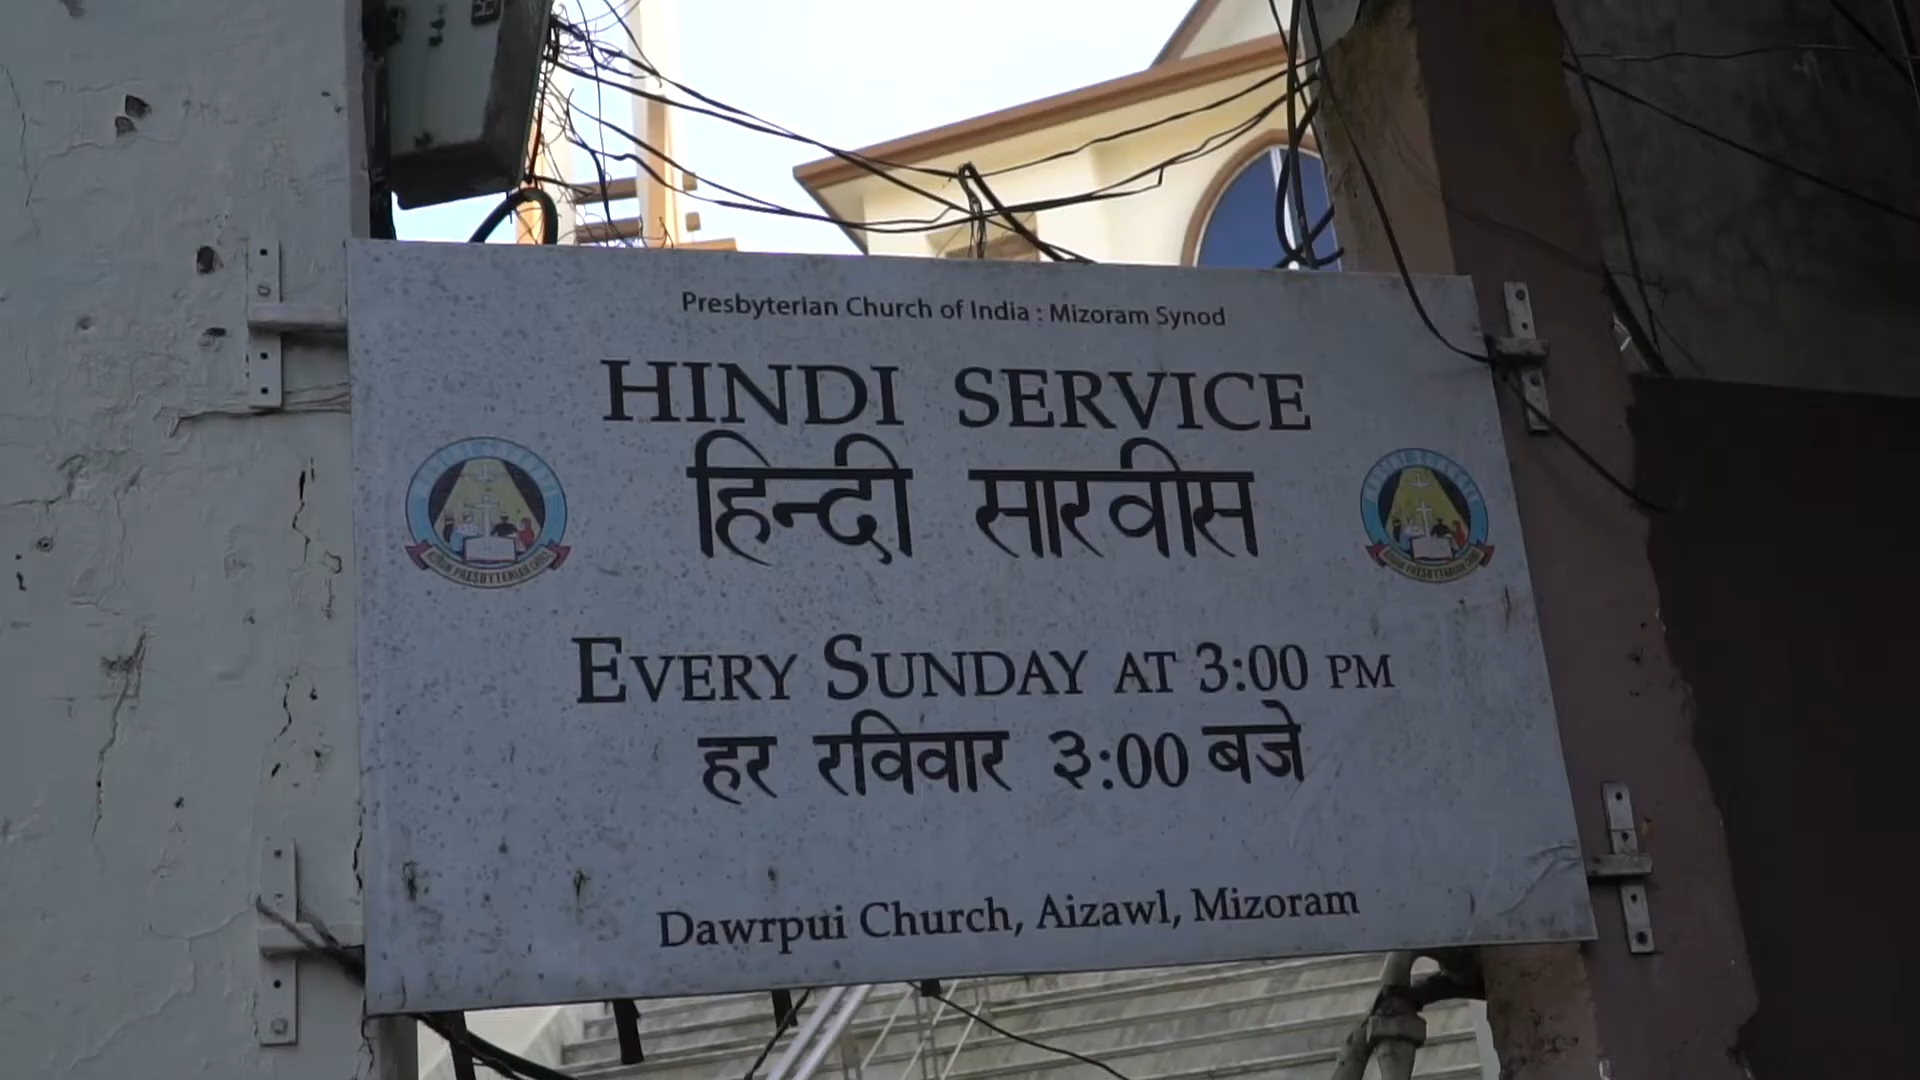 Presbyterian Church of India : Mizoram Synod
HINDI SERVICE
हिन्दी सारवीस
EVERY SUNDAY AT 3:00 PM
हर रविवार ३:00 बजे
Dawrpui Church, Aizawl, Mizoram